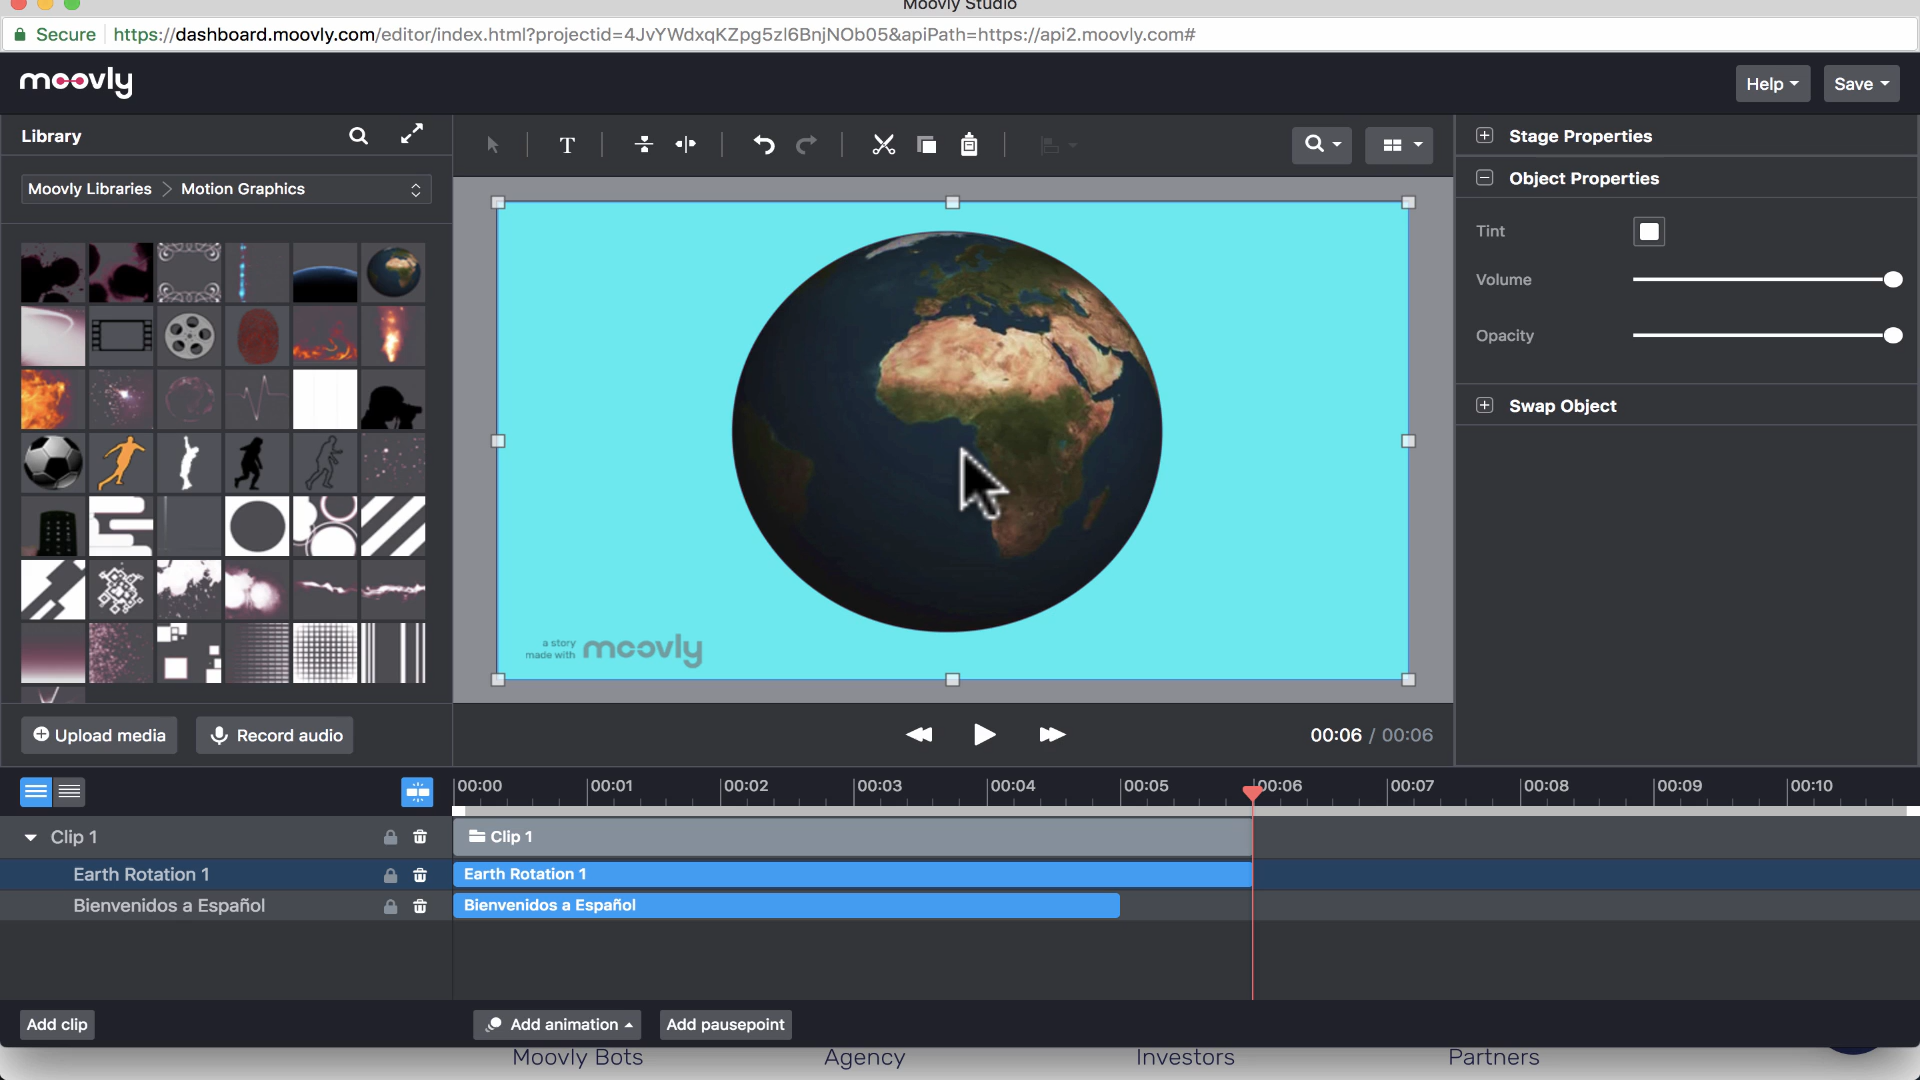 Moovly Studio
Secure https://dashboard.moovly.com/editor/index.html?projectid=4JvYWdxqKZpg5zl6BnjNOb05&apiPath=https://api2.moovly.com#
moovly
Help
Save
Library
T
Stage Properties
Moovly Libraries > Motion Graphics
Object Properties
Tint
Volume
Opacity
Swap Object
a story
made with moovly
Upload media
Record audio
00:06 / 00:06
00:00 00:01 00:02 00:03 00:04 00:05 00:06 00:07 00:08 00:09 00:10
Clip 1
Clip 1
Earth Rotation 1
Earth Rotation 1
Bienvenidos a Español
Bienvenidos a Español
Add clip
Add animation
Add pausepoint
Moovly Bots
Agency
Investors
Partners